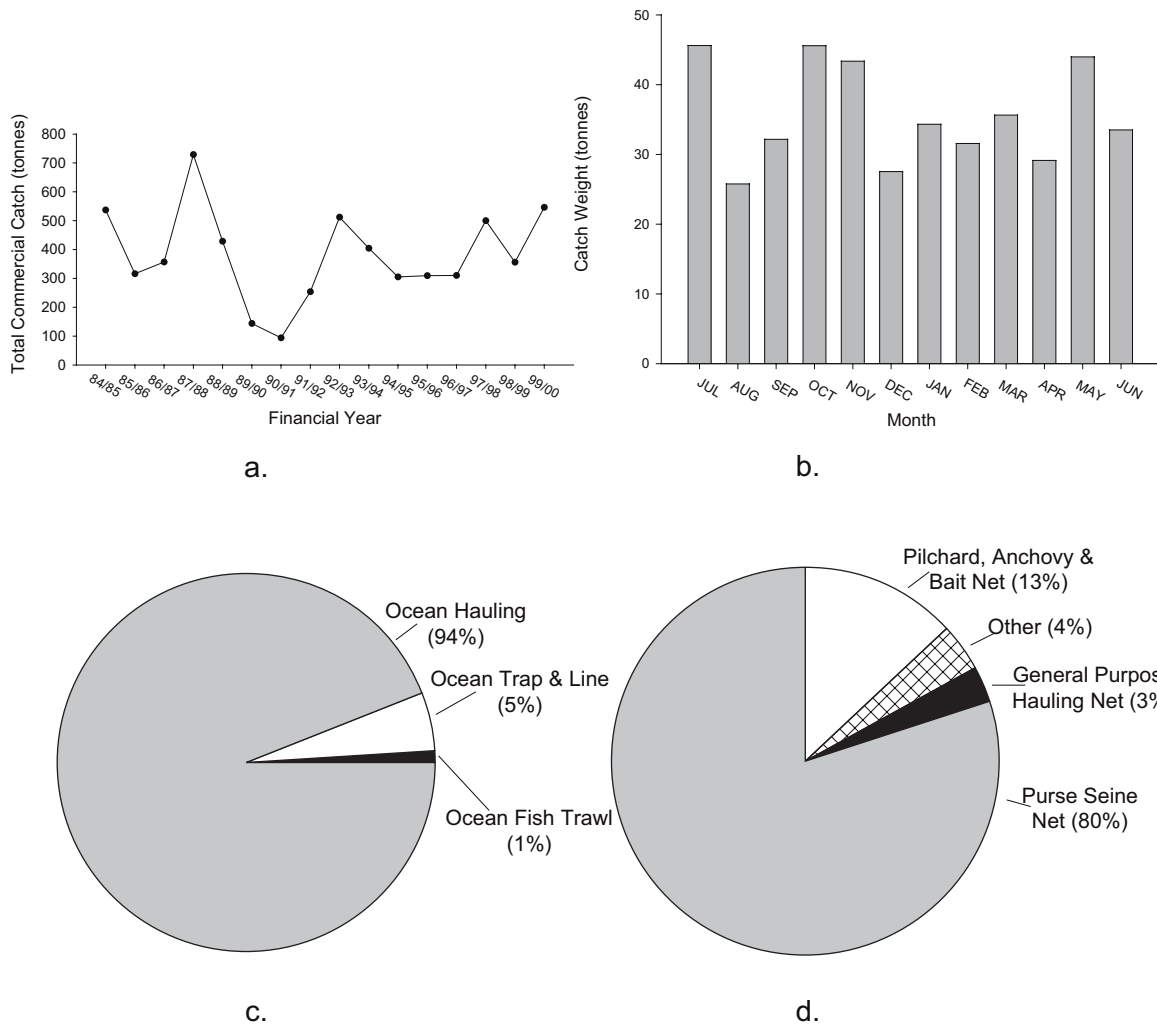 800
700
600
500
400
300
200
100
0
Total Commercial Catch (tonnes)
84/85
85/86
86/87
87/88
88/89
89/90
90/91
91/92
92/93
93/94
94/95
95/96
96/97
97/98
98/99
99/00
Financial Year
a.
50
40
30
20
10
0
Catch Weight (tonnes)
JUL
AUG
SEP
OCT
NOV
DEC
JAN
FEB
MAR
APR
MAY
JUN
Month
b.
Ocean Hauling
(94%)
Ocean Trap & Line
(5%)
Ocean Fish Trawl
(1%)
c.
Pilchard, Anchovy &
Bait Net (13%)
Other (4%)
General Purpos
Hauling Net (3%
Purse Seine
Net (80%)
d.